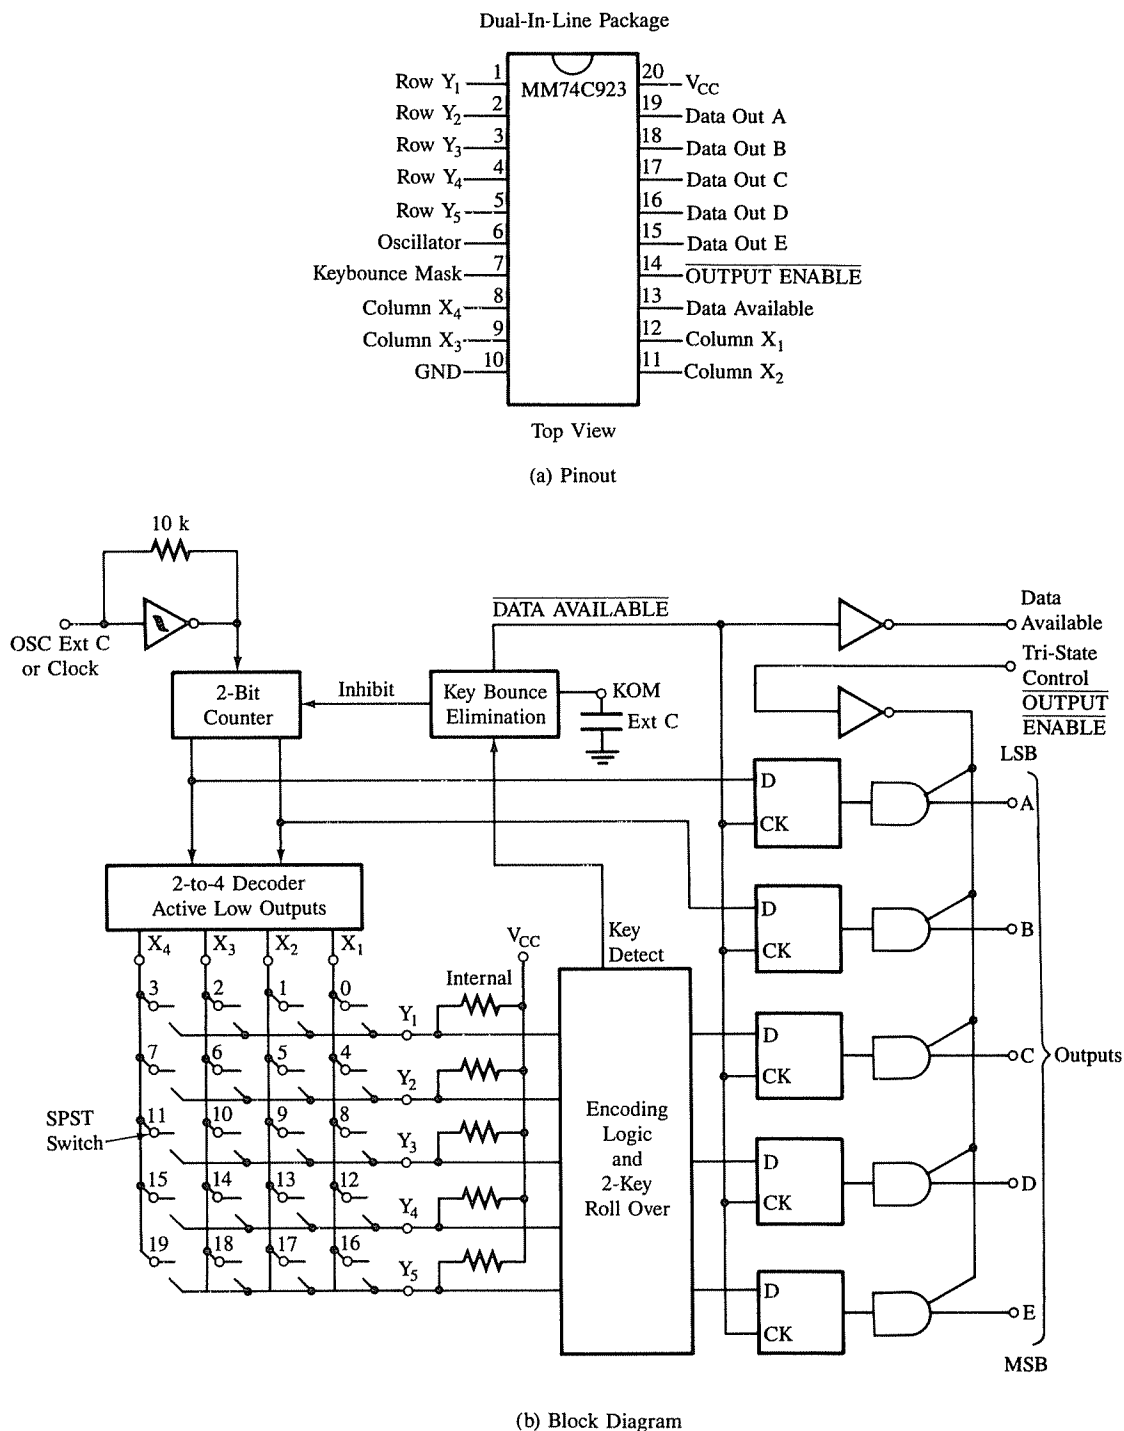 Dual-In-Line Package
MM74C923
Row Y1 1
Row Y2 2
Row Y3 3
Row Y4 4
Row Y5 5
Oscillator 6
Keybounce Mask 7
Column X4 8
Column X3 9
GND 10
20 VCC
19 Data Out A
18 Data Out B
17 Data Out C
16 Data Out D
15 Data Out E
14 OUTPUT ENABLE
13 Data Available
12 Column X1
11 Column X2
Top View
(a) Pinout
10 k
OSC Ext C
or Clock
2-Bit
Counter
Inhibit
DATA AVAILABLE
Key Bounce
Elimination
KOM
Ext C
Data
Available
Tri-State
Control
OUTPUT
ENABLE
LSB
2-to-4 Decoder
Active Low Outputs
X4 X3 X2 X1
VCC
Internal
Key
Detect
3 2 1 0
Y1
7 6 5 4
Y2
SPST
Switch
11 10 9 8
Y3
15 14 13 12
Y4
19 18 17 16
Y5
Encoding
Logic
and
2-Key
Roll Over
D
CK
A
D
CK
B
D
CK
C
Outputs
D
CK
D
D
CK
E
MSB
(b) Block Diagram